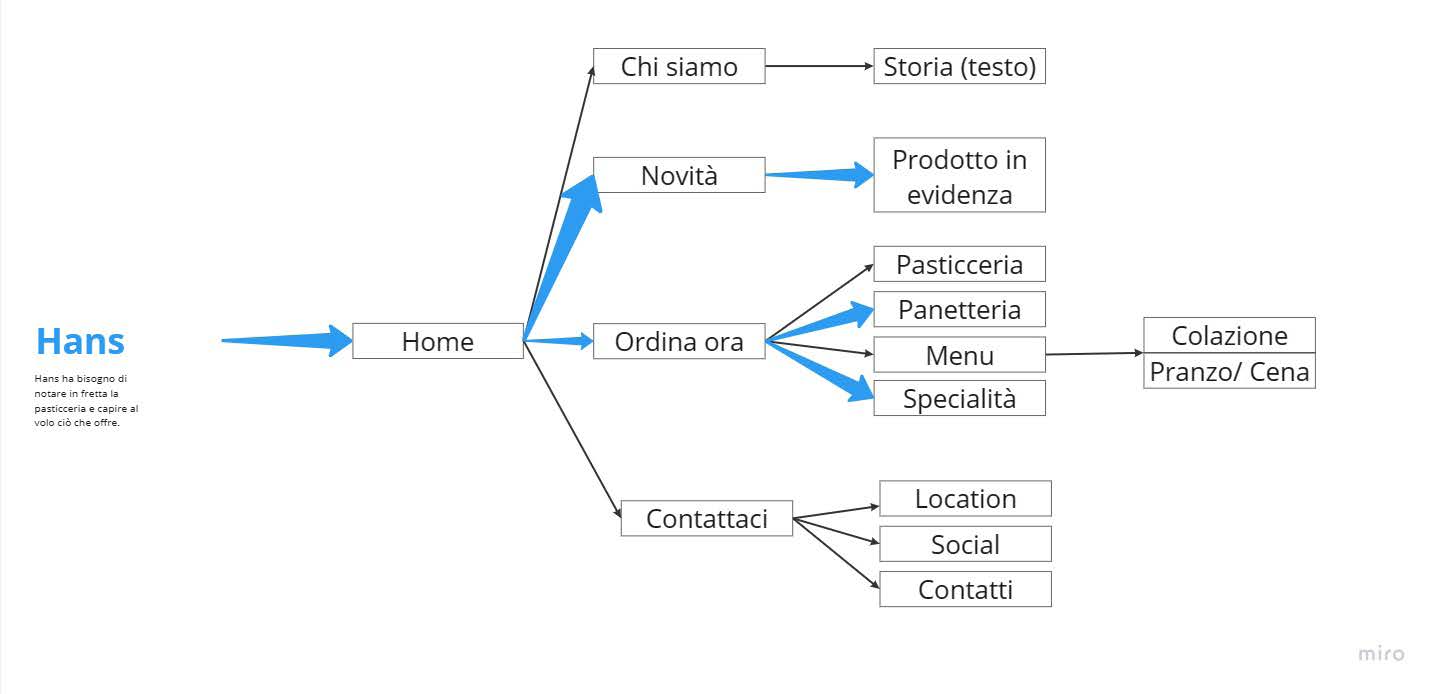 Hans
Hans ha bisogno di
notare in fretta la
pasticceria e capire al
volo ciò che offre.
Home
Chi siamo
Storia (testo)
Novità
Prodotto in
evidenza
Ordina ora
Pasticceria
Panetteria
Menu
Specialità
Colazione
Pranzo/ Cena
Contattaci
Location
Social
Contatti
miro